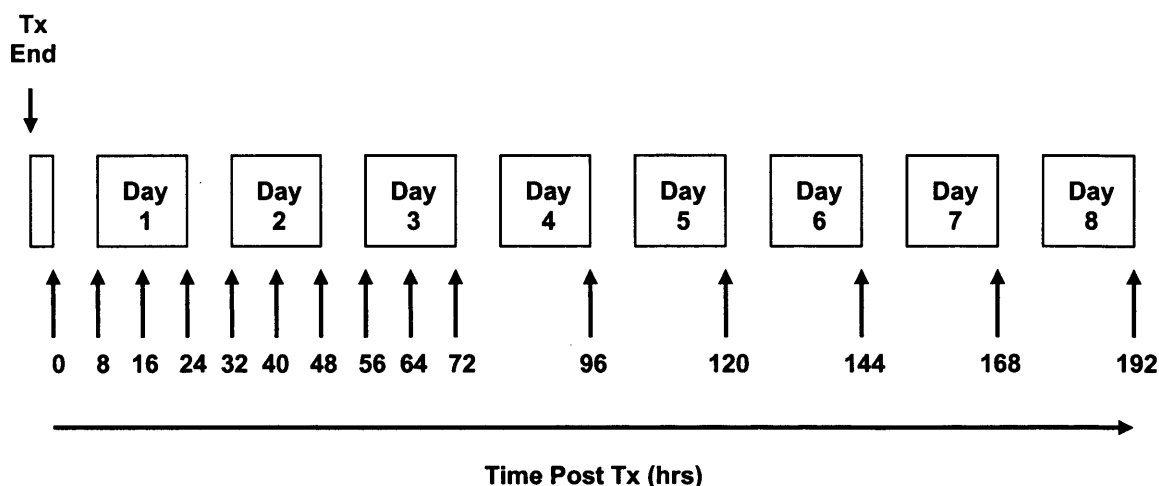 Tx
End
Day Day Day Day Day Day Day Day
1 2 3 4 5 6 7 8
0 8 16 24 32 40 48 56 64 72 96 120 144 168 192
Time Post Tx (hrs)